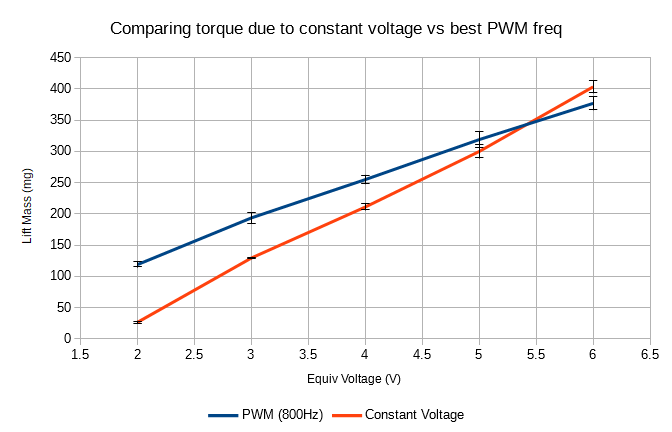 Comparing torque due to constant voltage vs best PWM freq
450
400
350
300
250
200
150
100
50
0
Lift Mass (mg)
1.5 2 2.5 3 3.5 4 4.5 5 5.5 6 6.5
Equiv Voltage (V)
PWM (800Hz) Constant Voltage